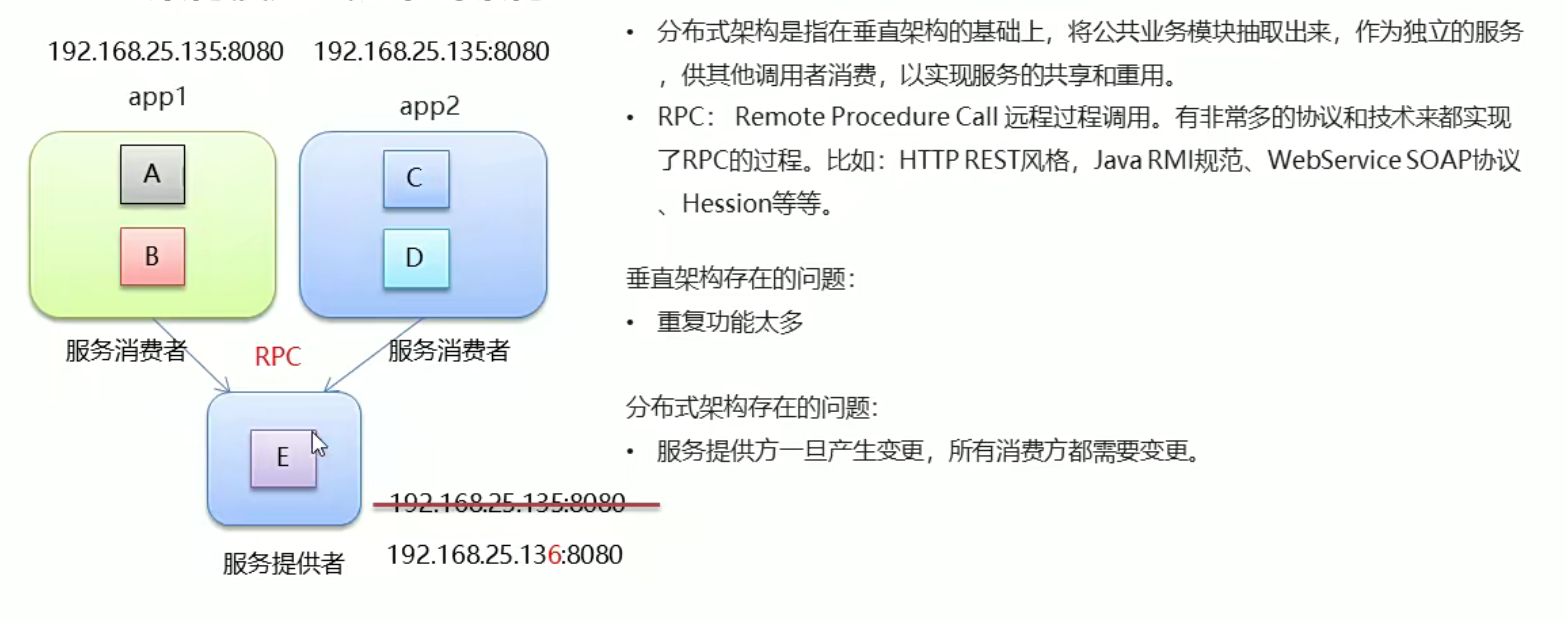 192.168.25.135:8080 192.168.25.135:8080
app1
app2
A
C
B
D
服务消费者
RPC
服务消费者
E
192.168.25.135:8080
192.168.25.136:8080
服务提供者
• 分布式架构是指在垂直架构的基础上，将公共业务模块抽取出来，作为独立的服务
，供其他调用者消费，以实现服务的共享和重用。
• RPC： Remote Procedure Call 远程过程调用。有非常多的协议和技术来都实现
了RPC的过程。比如：HTTP REST风格，Java RMI规范、WebService SOAP协议
、Hession等等。
垂直架构存在的问题：
• 重复功能太多
分布式架构存在的问题：
• 服务提供方一旦产生变更，所有消费方都需要变更。